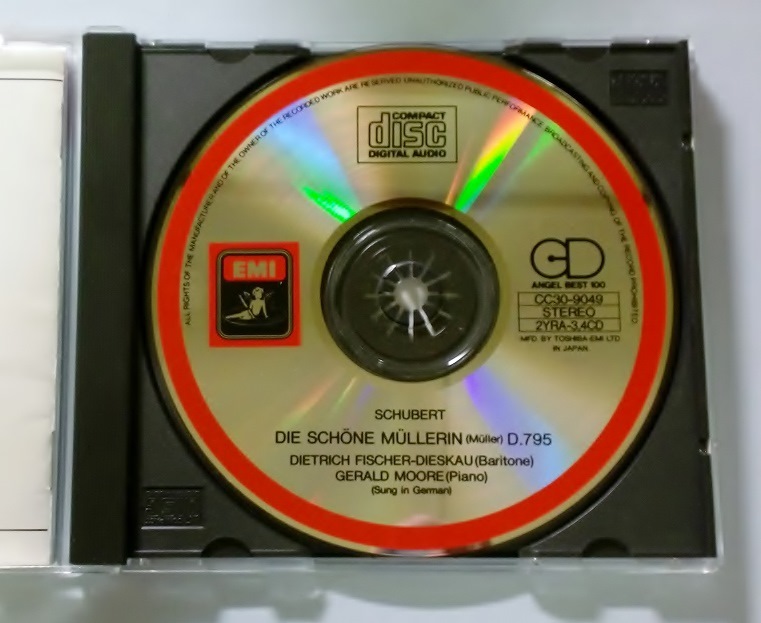 ALL RIGHTS OF THE MANUFACTURER AND OF THE OWNER OF THE RECORDED WORK ARE RESERVED UNAUTHORIZED PUBLIC PERFORMANCE BROADCASTING AND COPYING OF THE RECORD PROHIBITED
COMPACT
disc
DIGITAL AUDIO
EMI
CD
ANGEL BEST 100
CC30-9049
STEREO
2YRA-3,4CD
MFD. BY TOSHIBA-EMI LTD.
IN JAPAN.
SCHUBERT
DIE SCHÖNE MÜLLERIN (Müller) D.795
DIETRICH FISCHER-DIESKAU (Baritone)
GERALD MOORE (Piano)
(Sung in German)